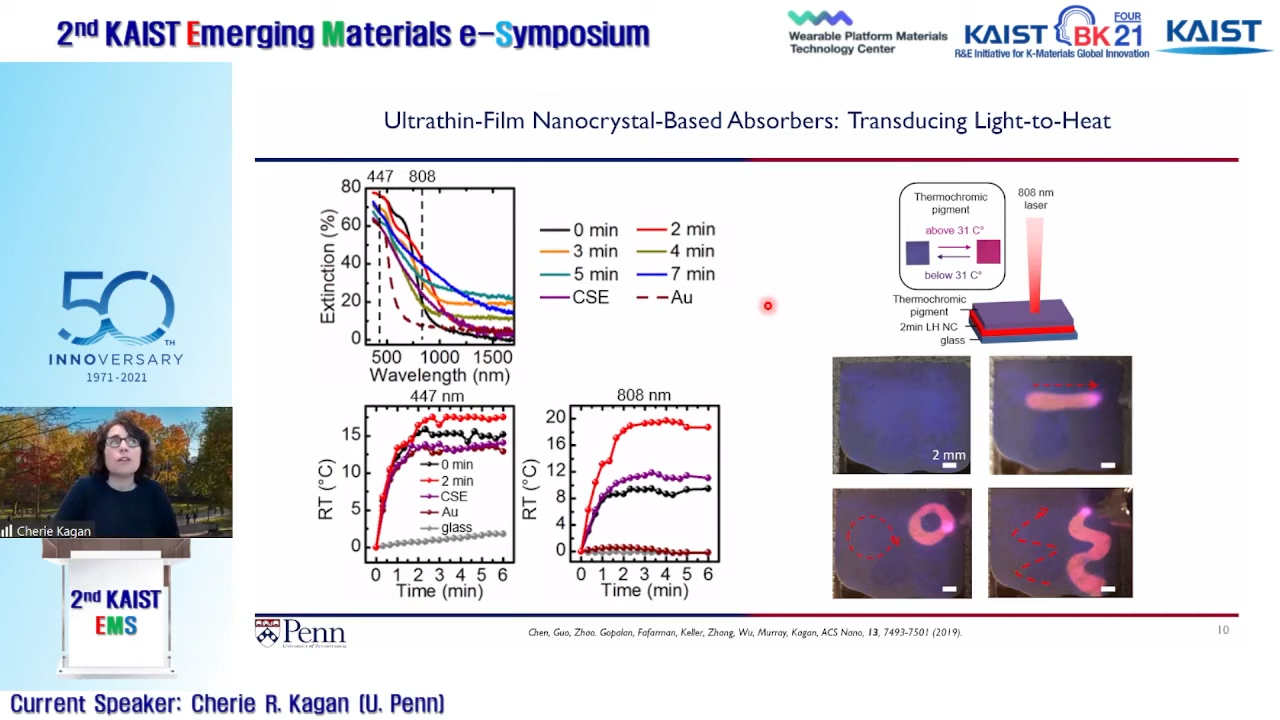 2nd KAIST Emerging Materials e-Symposium
Wearable Platform Materials
Technology Center
KAIST BK FOUR 21
R&E Initiative for K-Materials Global Innovation
KAIST
Ultrathin-Film Nanocrystal-Based Absorbers: Transducing Light-to-Heat
447 808
Extinction (%)
80
60
40
20
0
500 1000 1500
Wavelength (nm)
0 min 2 min
3 min 4 min
5 min 7 min
CSE Au
Thermochromic
pigment
above 31 C°
below 31 C°
808 nm
laser
Thermochromic
pigment
2min LH NC
glass
447 nm
RT (°C)
15
10
5
0
0 min
2 min
CSE
Au
glass
0 1 2 3 4 5 6
Time (min)
808 nm
RT (°C)
20
16
12
8
4
0
0 1 2 3 4 5 6
Time (min)
2 mm
50 TH
INNOVERSARY
1971-2021
Cherie Kagan
2nd KAIST
EMS
Penn
University of Pennsylvania
Chen, Guo, Zhao. Gopalan, Fafarman, Keller, Zhang, Wu, Murray, Kagan, ACS Nano, 13, 7493-7501 (2019).
10
Current Speaker: Cherie R. Kagan (U. Penn)